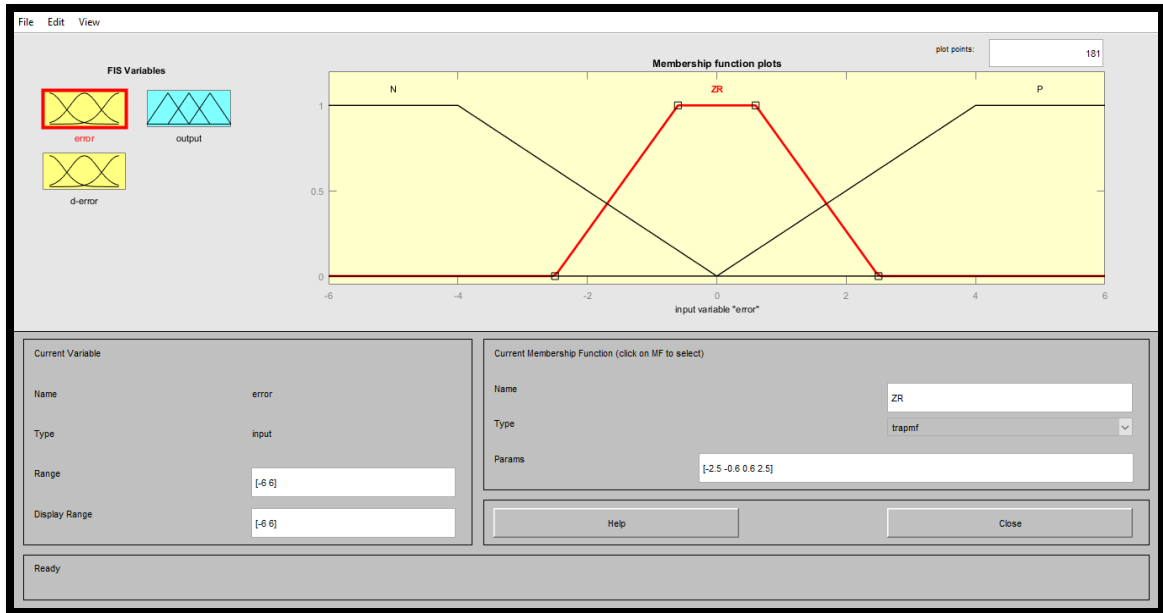 File Edit View
plot points:
181
FIS Variables
Membership function plots
error
output
d-error
N
ZR
P
1
0.5
0
-6 -4 -2 0 2 4 6
input variable "error"
Current Variable
Name error
Type input
Range [-6 6]
Display Range [-6 6]
Current Membership Function (click on MF to select)
Name ZR
Type trapmf
Params [-2.5 -0.6 0.6 2.5]
Help
Close
Ready